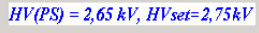 HV(PS) = 2,65 kV, HVset=2,75kV